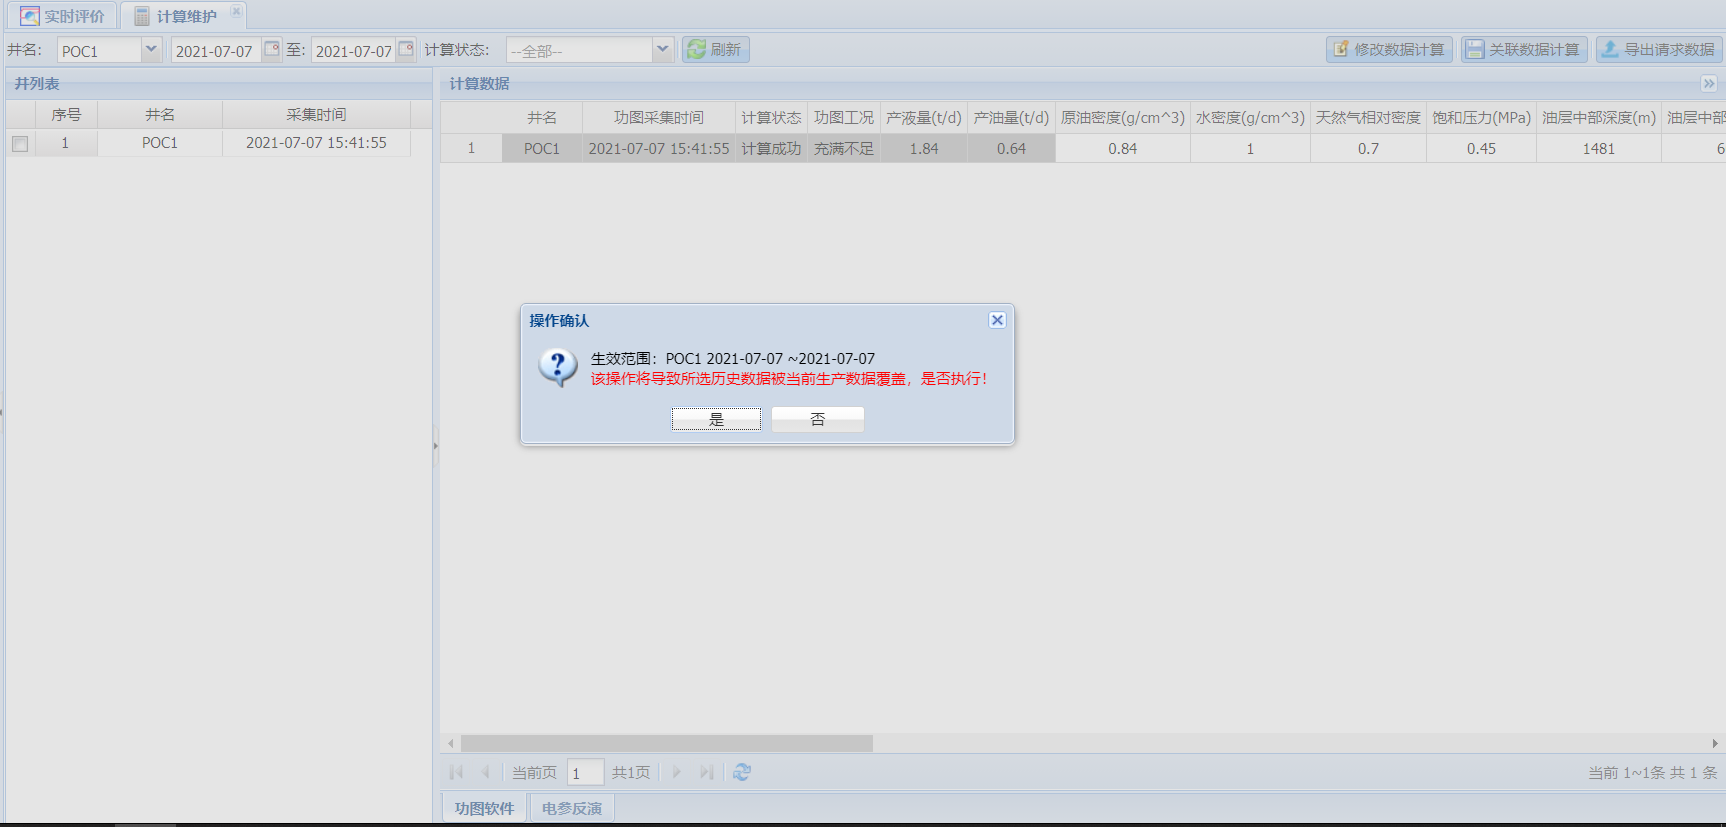 实时评价 计算维护
井名: POC1 2021-07-07 至: 2021-07-07 计算状态: --全部-- 刷新 修改数据计算 关联数据计算 导出请求数据
井列表
序号 井名 采集时间
1 POC1 2021-07-07 15:41:55
计算数据
井名 功图采集时间 计算状态 功图工况 产液量(t/d) 产油量(t/d) 原油密度(g/cm^3) 水密度(g/cm^3) 天然气相对密度 饱和压力(MPa) 油层中部深度(m) 油层中部
1 POC1 2021-07-07 15:41:55 计算成功 充满不足 1.84 0.64 0.84 1 0.7 0.45 1481 6
操作确认
生效范围：POC1 2021-07-07 ~2021-07-07
该操作将导致所选历史数据被当前生产数据覆盖，是否执行！
是 否
当前页 1 共1页 当前 1~1条 共 1 条
功图软件 电参反演